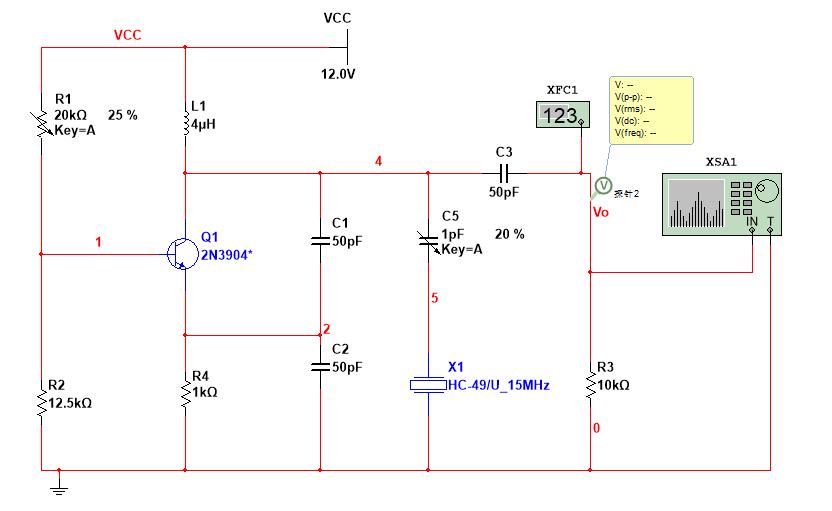 VCC
VCC
12.0V
R1
20kΩ
25 %
Key=A
L1
4µH
XFC1
123
V: --
V(p-p): --
V(rms): --
V(dc): --
V(freq): --
XSA1
IN T
4
C3
50pF
探针2
Vo
C1
50pF
C5
1pF
20 %
Key=A
1
Q1
2N3904*
5
2
C2
50pF
X1
HC-49/U_15MHz
R2
12.5kΩ
R4
1kΩ
R3
10kΩ
0